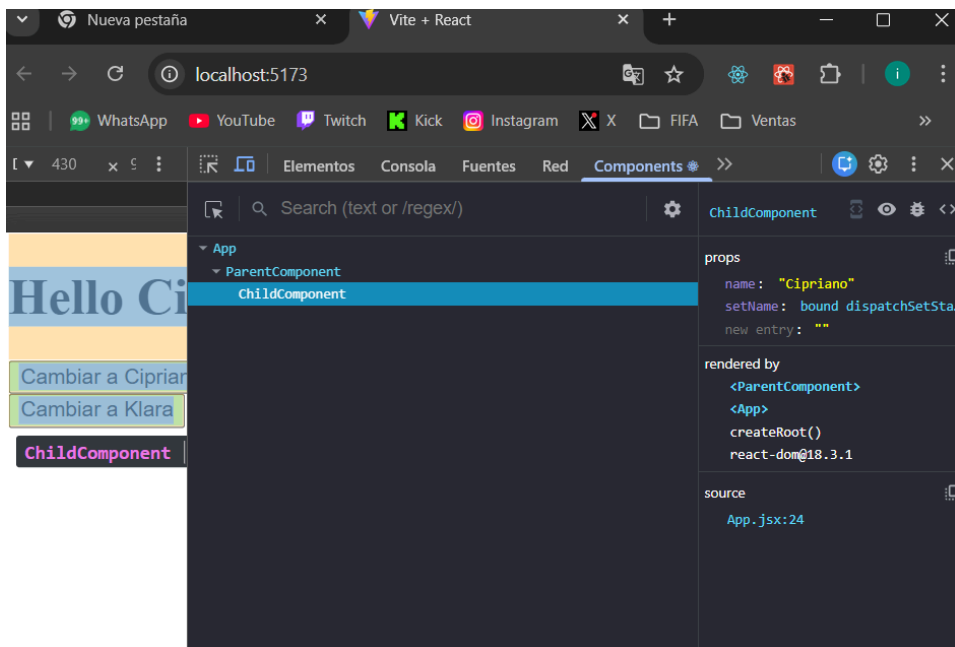 Nueva pestaña
Vite + React
localhost:5173
i
99+ WhatsApp YouTube Twitch Kick Instagram X FIFA Ventas »
430 x 9
Elementos Consola Fuentes Red Components »
Search (text or /regex/)
App
ParentComponent
ChildComponent
Hello Ci
Cambiar a Ciprian
Cambiar a Klara
ChildComponent
ChildComponent
props
name: "Cipriano"
setName: bound dispatchSetSta
new entry: ""
rendered by
<ParentComponent>
<App>
createRoot()
react-dom@18.3.1
source
App.jsx:24